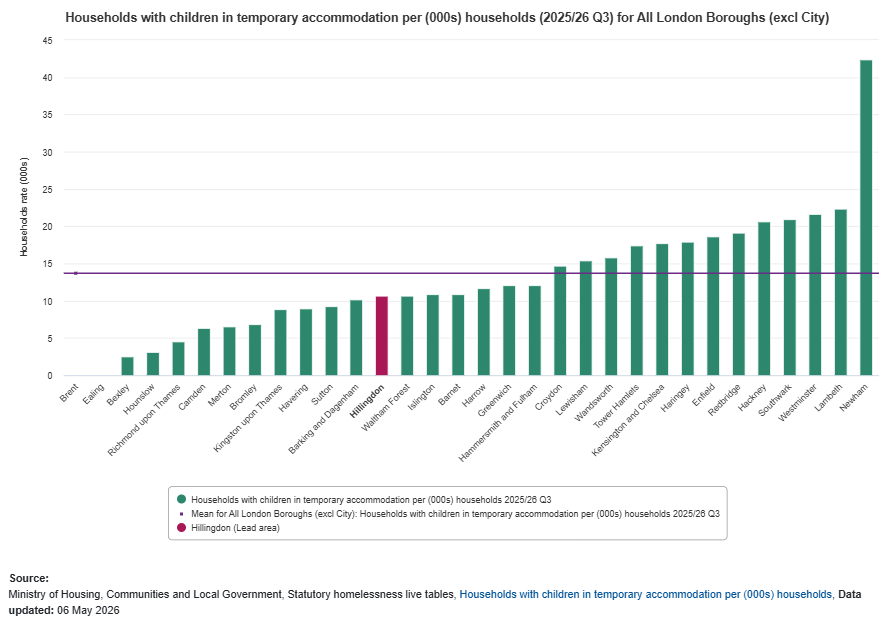 Households with children in temporary accommodation per (000s) households (2025/26 Q3) for All London Boroughs (excl City)
45
40
35
30
25
20
15
10
5
0
Households rate (000s)
Brent
Ealing
Bexley
Hounslow
Richmond upon Thames
Camden
Merton
Bromley
Kingston upon Thames
Havering
Sutton
Barking and Dagenham
Hillingdon
Waltham Forest
Islington
Barnet
Harrow
Greenwich
Hammersmith and Fulham
Croydon
Lewisham
Wandsworth
Tower Hamlets
Kensington and Chelsea
Haringey
Enfield
Redbridge
Hackney
Southwark
Westminster
Lambeth
Newham
Households with children in temporary accommodation per (000s) households 2025/26 Q3
Mean for All London Boroughs (excl City): Households with children in temporary accommodation per (000s) households 2025/26 Q3
Hillingdon (Lead area)
Source:
Ministry of Housing, Communities and Local Government, Statutory homelessness live tables, Households with children in temporary accommodation per (000s) households, Data
updated: 06 May 2026